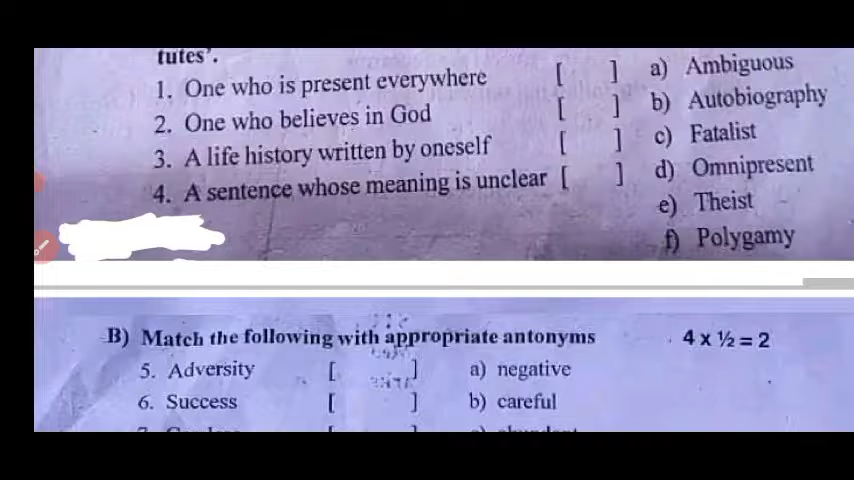 tutes'.
1. One who is present everywhere [ ] a) Ambiguous
2. One who believes in God [ ] b) Autobiography
3. A life history written by oneself [ ] c) Fatalist
4. A sentence whose meaning is unclear [ ] d) Omnipresent
e) Theist
f) Polygamy
B) Match the following with appropriate antonyms 4 x ½ = 2
5. Adversity [ ] a) negative
6. Success [ ] b) careful